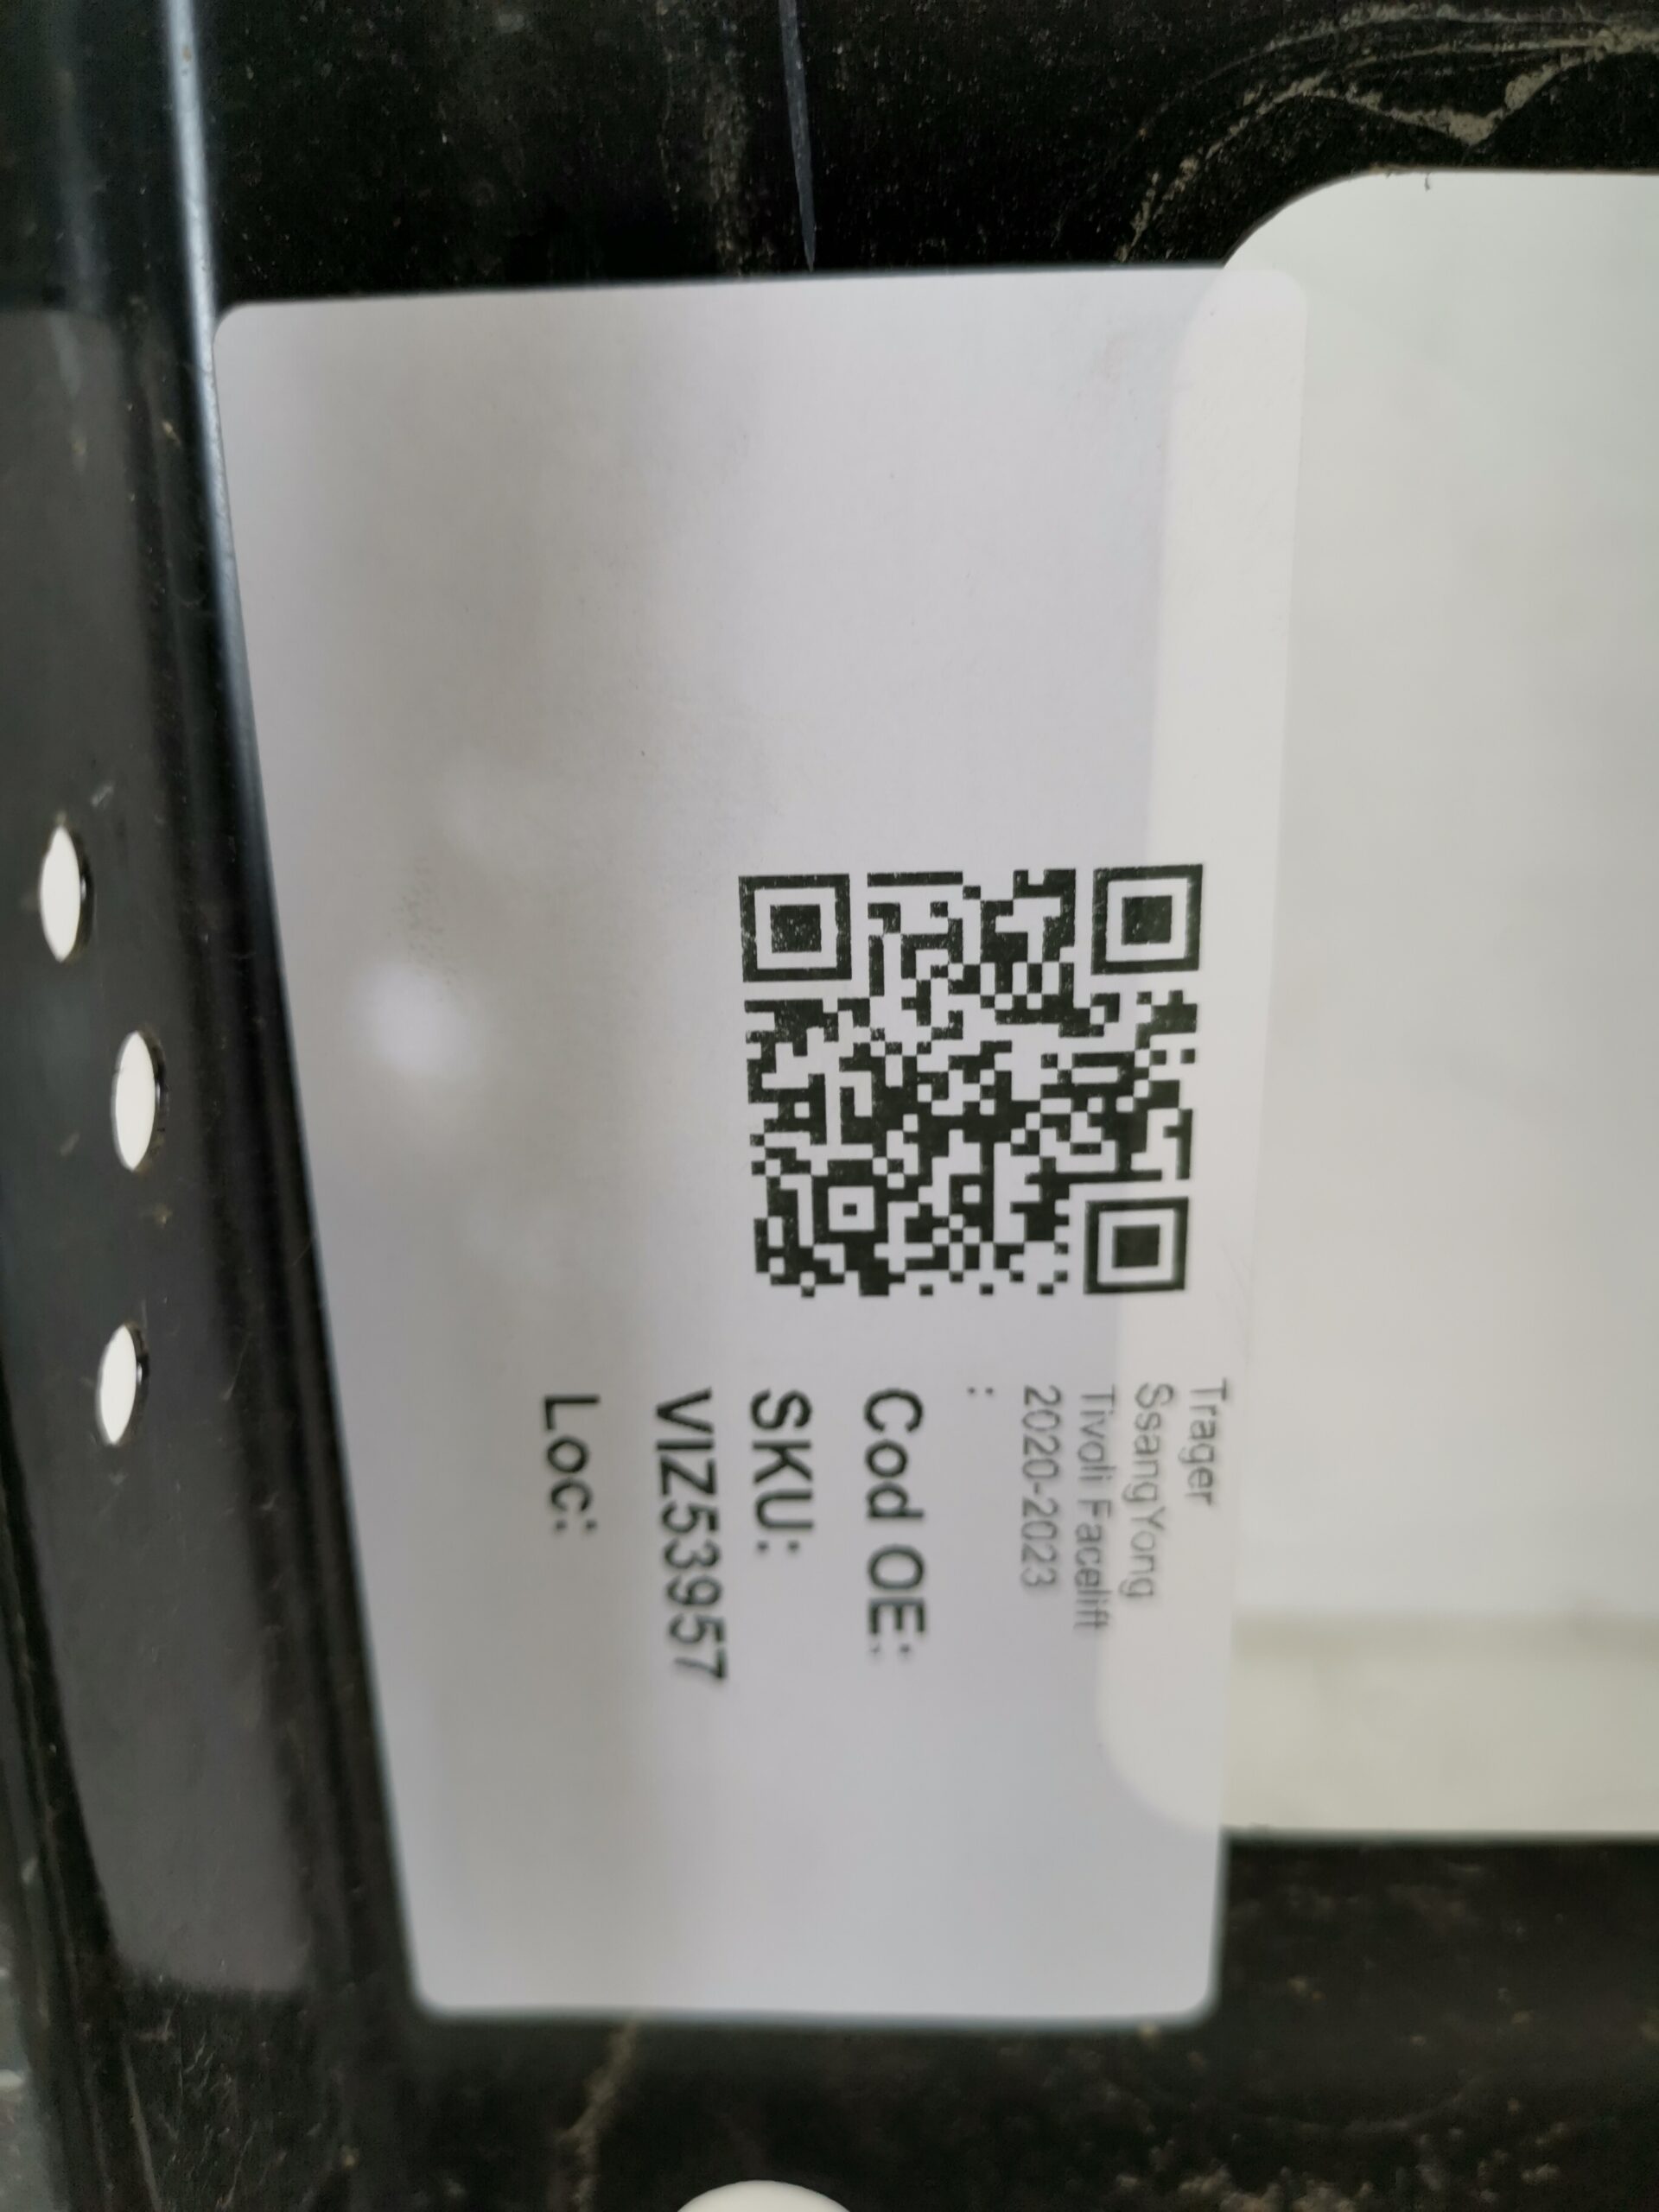 Trager
SsangYong
Tivoli Facelift
2020-2023
:
Cod OE:
SKU:
VIZ53957
Loc: